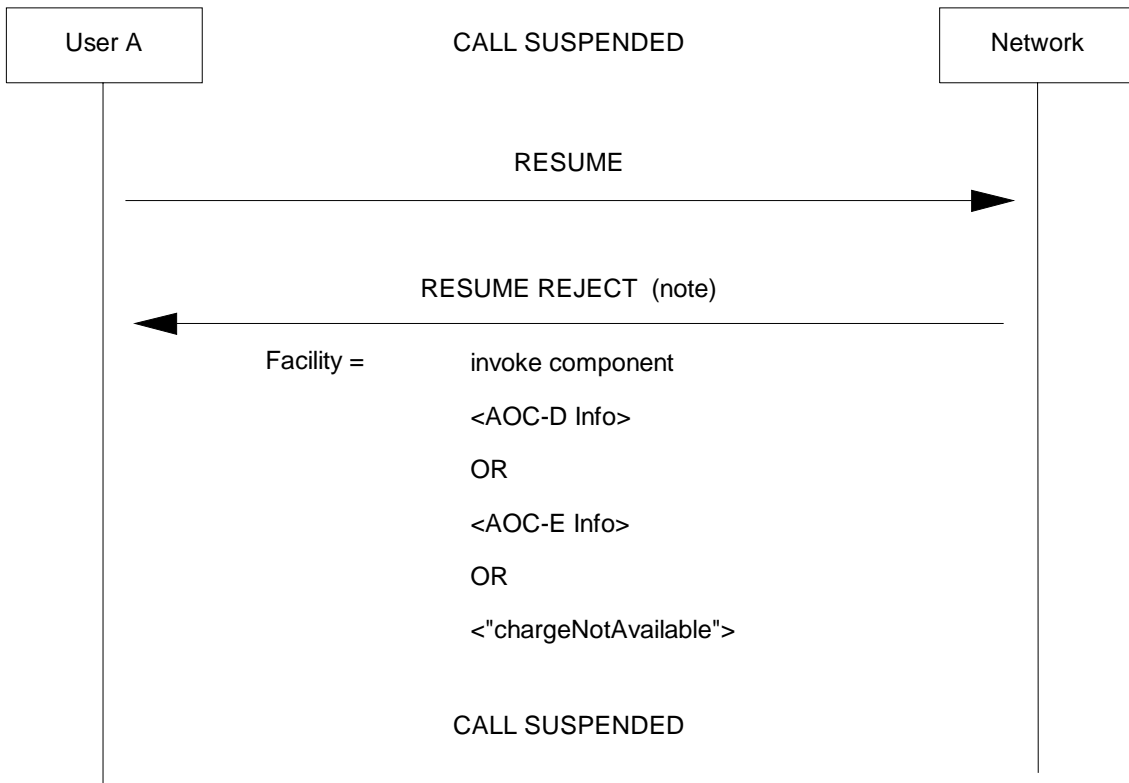 User A
CALL SUSPENDED
Network
RESUME
RESUME REJECT (note)
Facility =
invoke component
<AOC-D Info>
OR
<AOC-E Info>
OR
<"chargeNotAvailable">
CALL SUSPENDED